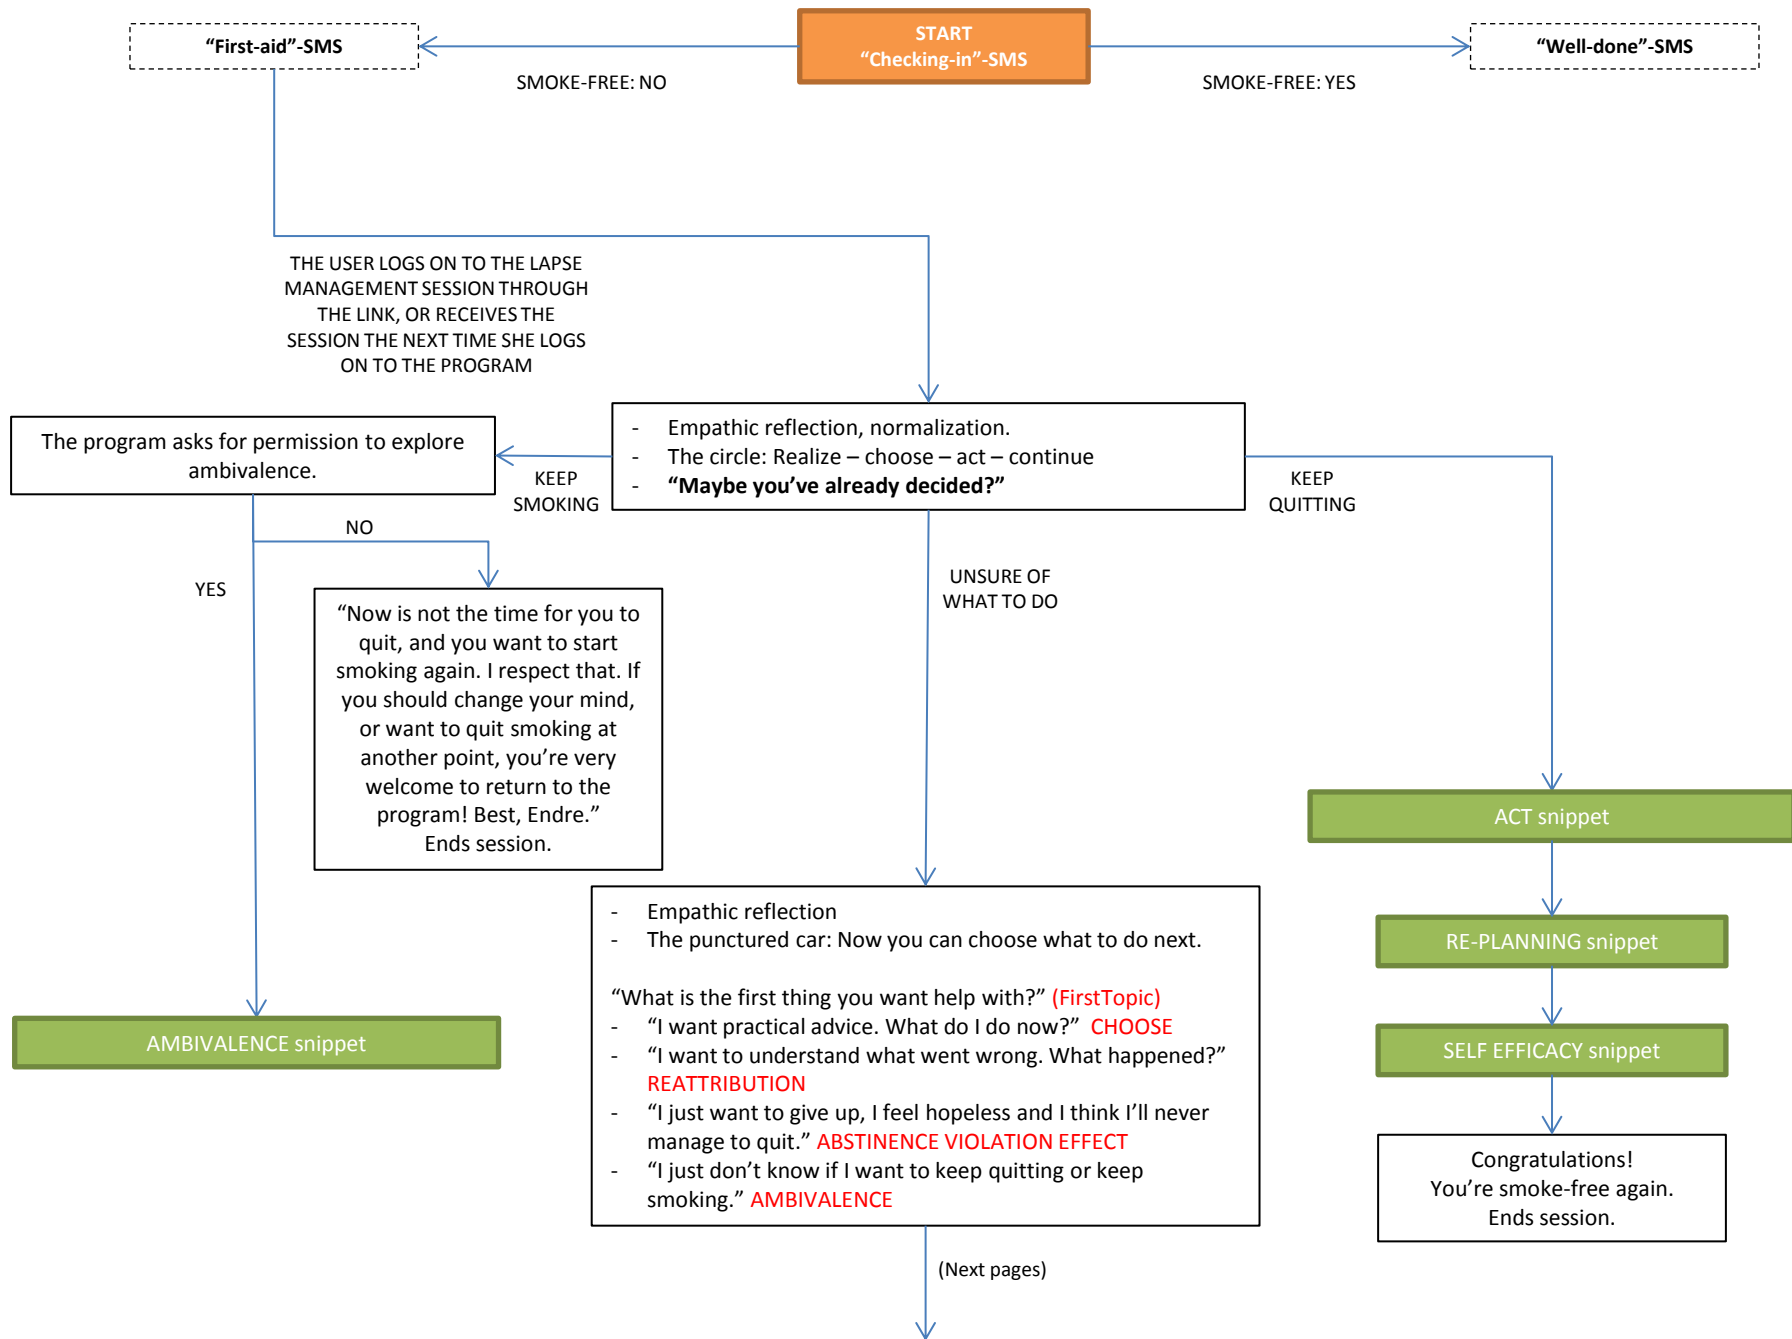 “First-aid”-SMS
START
“Checking-in”-SMS
“Well-done”-SMS
SMOKE-FREE: NO
SMOKE-FREE: YES
THE USER LOGS ON TO THE LAPSE
MANAGEMENT SESSION THROUGH
THE LINK, OR RECEIVES THE
SESSION THE NEXT TIME SHE LOGS
ON TO THE PROGRAM
The program asks for permission to explore
ambivalence.
KEEP
SMOKING
- Empathic reflection, normalization.
- The circle: Realize – choose – act – continue
- “Maybe you’ve already decided?”
KEEP
QUITTING
NO
YES
UNSURE OF
WHAT TO DO
“Now is not the time for you to
quit, and you want to start
smoking again. I respect that. If
you should change your mind,
or want to quit smoking at
another point, you’re very
welcome to return to the
program! Best, Endre.”
Ends session.
ACT snippet
- Empathic reflection
- The punctured car: Now you can choose what to do next.
“What is the first thing you want help with?” (FirstTopic)
- “I want practical advice. What do I do now?” CHOOSE
- “I want to understand what went wrong. What happened?”
REATTRIBUTION
- “I just want to give up, I feel hopeless and I think I’ll never
manage to quit.” ABSTINENCE VIOLATION EFFECT
- “I just don’t know if I want to keep quitting or keep
smoking.” AMBIVALENCE
RE-PLANNING snippet
AMBIVALENCE snippet
SELF EFFICACY snippet
Congratulations!
You’re smoke-free again.
Ends session.
(Next pages)